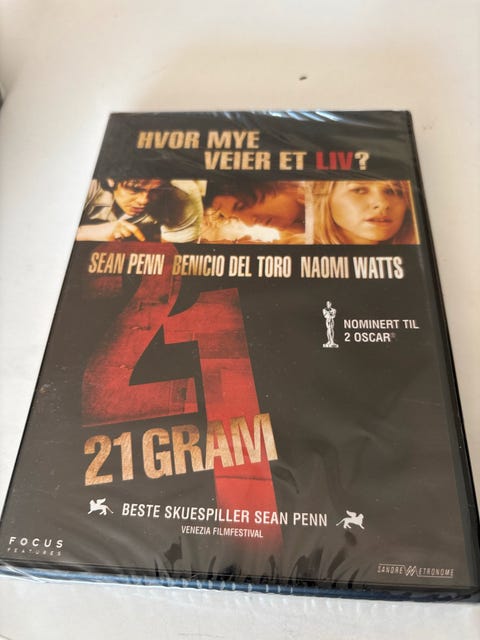 HVOR MYE
VEIER ET LIV?
SEAN PENN BENICIO DEL TORO NAOMI WATTS
21
NOMINERT TIL
2 OSCAR®
21 GRAM
BESTE SKUESPILLER SEAN PENN
VENEZIA FILMFESTIVAL
FOCUS
FEATURES
SANDREW METRONOME